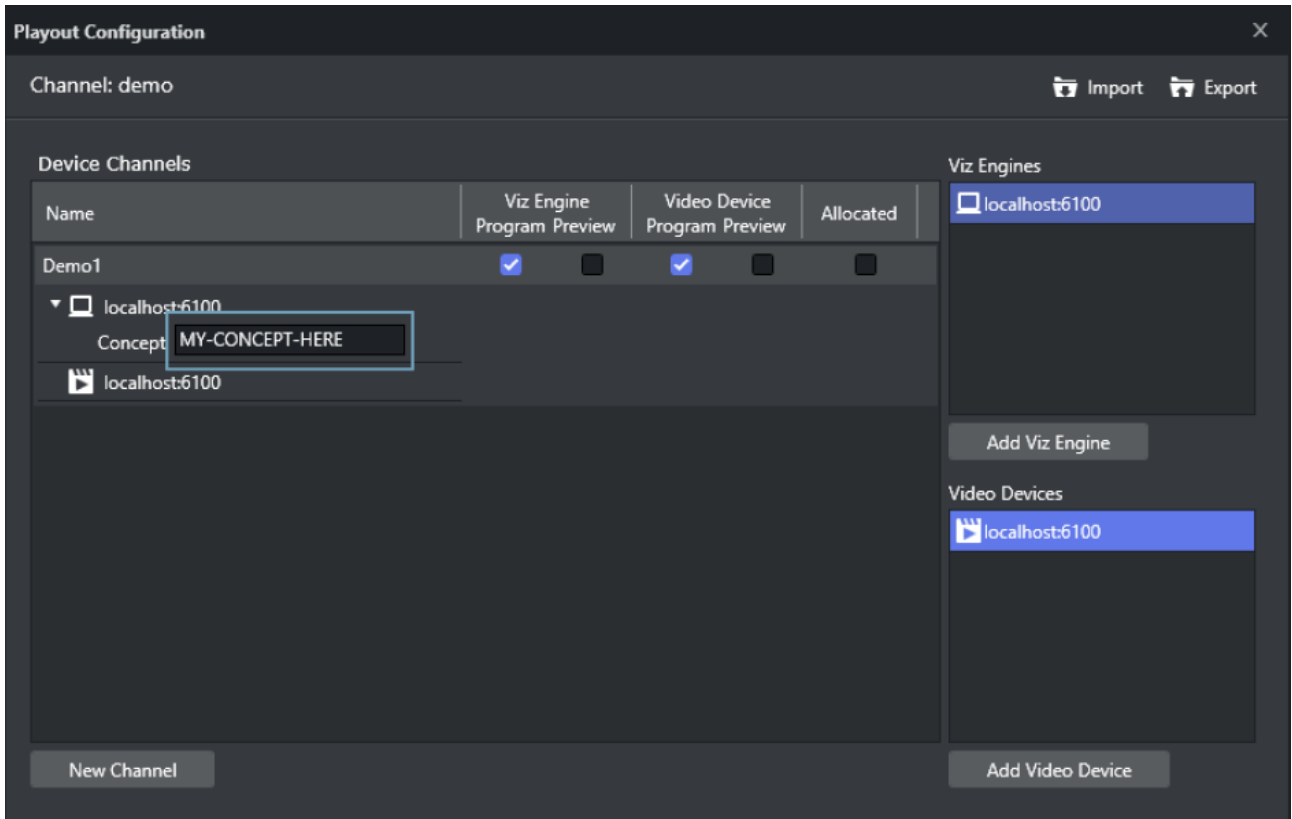 Playout Configuration
Channel: demo
Import
Export
Device Channels
Viz Engines
Name
Viz Engine
Program Preview
Video Device
Program Preview
Allocated
localhost:6100
Demo1
localhost:6100
Concept MY-CONCEPT-HERE
localhost:6100
Add Viz Engine
Video Devices
localhost:6100
New Channel
Add Video Device